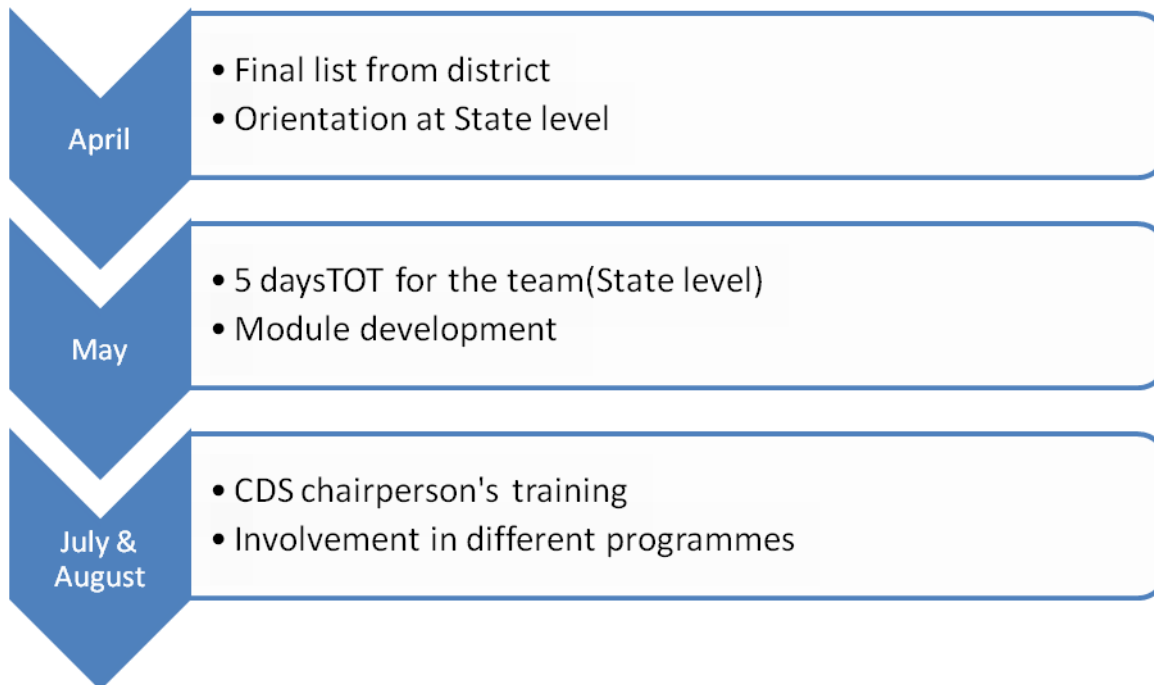 April
• Final list from district
• Orientation at State level
May
• 5 daysTOT for the team(State level)
• Module development
July &
August
• CDS chairperson's training
• Involvement in different programmes